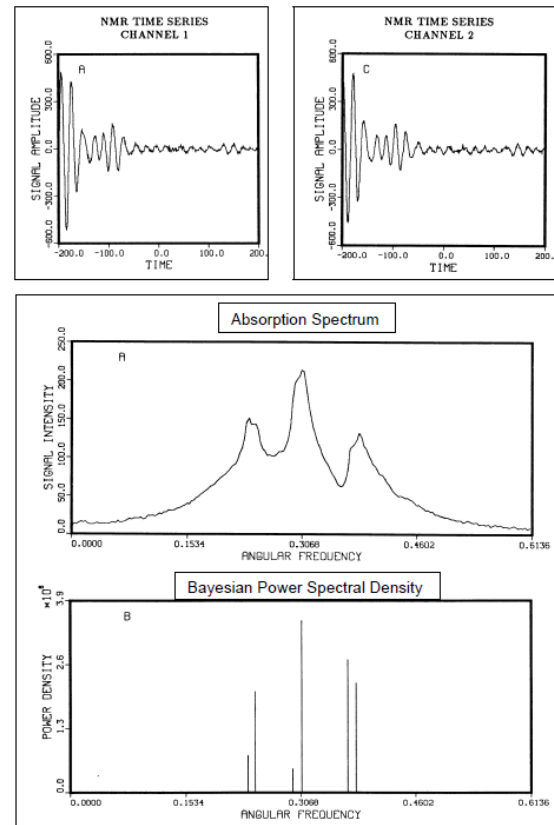 NMR TIME SERIES
CHANNEL 1
A
600.0
300.0
0.0
-300.0
-600.0
SIGNAL AMPLITUDE
-200.0 -100.0 0.0 100.0 200.0
TIME
NMR TIME SERIES
CHANNEL 2
C
600.0
300.0
0.0
-300.0
-600.0
SIGNAL AMPLITUDE
-200.0 -100.0 0.0 100.0 200.0
TIME
Absorption Spectrum
A
250.0
200.0
150.0
100.0
50.0
0.0
SIGNAL INTENSITY
0.0000 0.1534 0.3068 0.4602 0.6136
ANGULAR FREQUENCY
Bayesian Power Spectral Density
B
3.9
2.6
1.3
0.0
POWER DENSITY
0.0000 0.1534 0.3068 0.4602 0.6136
ANGULAR FREQUENCY